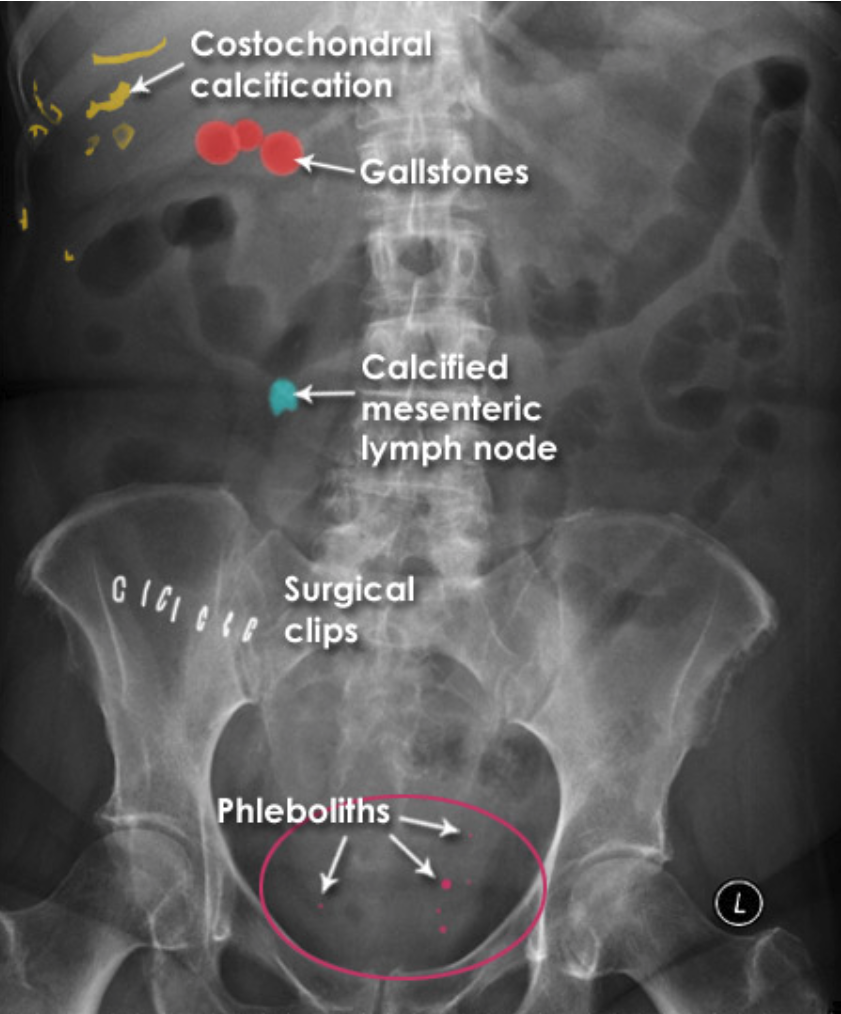 Costochondral
calcification
Gallstones
Calcified
mesenteric
lymph node
Surgical
clips
Phleboliths
L